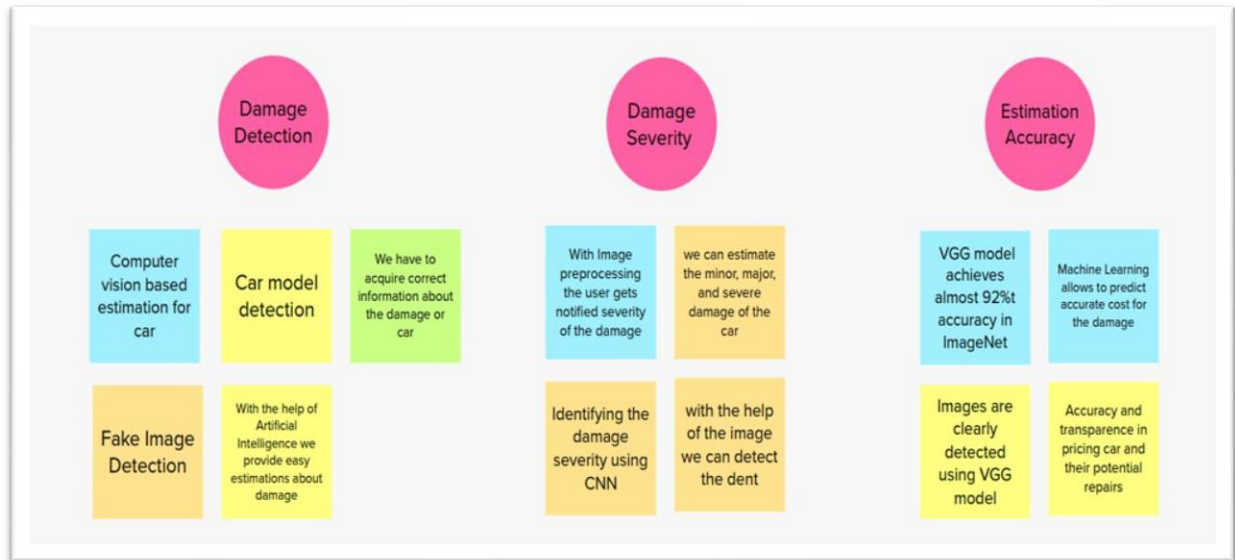 Damage
Detection
Damage
Severity
Estimation
Accuracy
Computer
vision based
estimation for
car
Car model
detection
We have to
acquire correct
information about
the damage or
car
With Image
preprocessing
the user gets
notified severity
of the damage
we can estimate
the minor, major,
and severe
damage of the
car
VGG model
achieves
almost 92%t
accuracy in
ImageNet
Machine Learning
allows to predict
accurate cost for
the damage
Fake Image
Detection
With the help of
Artificial
Intelligence we
provide easy
estimations about
damage
Identifying the
damage
severity using
CNN
with the help
of the image
we can detect
the dent
Images are
clearly
detected
using VGG
model
Accuracy and
transparence in
pricing car and
their potential
repairs